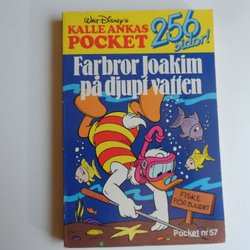 WALT DISNEY'S
KALLE ANKAS
POCKET
256
sidor!
Farbror Joakim
på djupt vatten
FISKE
FÖRBJUDET
Pocket nr 57